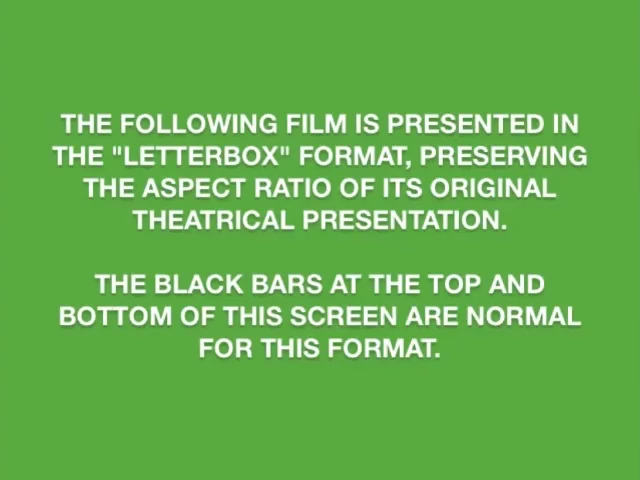 THE FOLLOWING FILM IS PRESENTED IN
THE "LETTERBOX" FORMAT, PRESERVING
THE ASPECT RATIO OF ITS ORIGINAL
THEATRICAL PRESENTATION.
THE BLACK BARS AT THE TOP AND
BOTTOM OF THIS SCREEN ARE NORMAL
FOR THIS FORMAT.